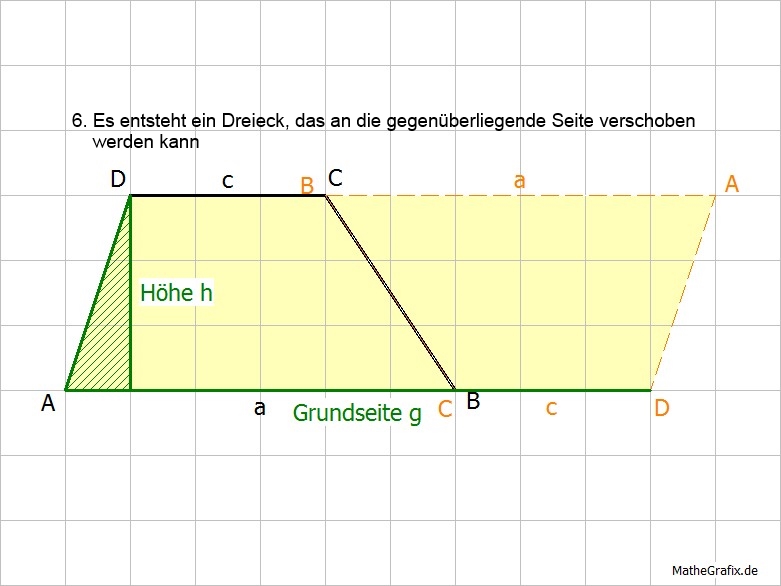 6. Es entsteht ein Dreieck, das an die gegenüberliegende Seite verschoben
werden kann
D c B C a A
Höhe h
A a Grundseite g C B c D
MatheGrafix.de